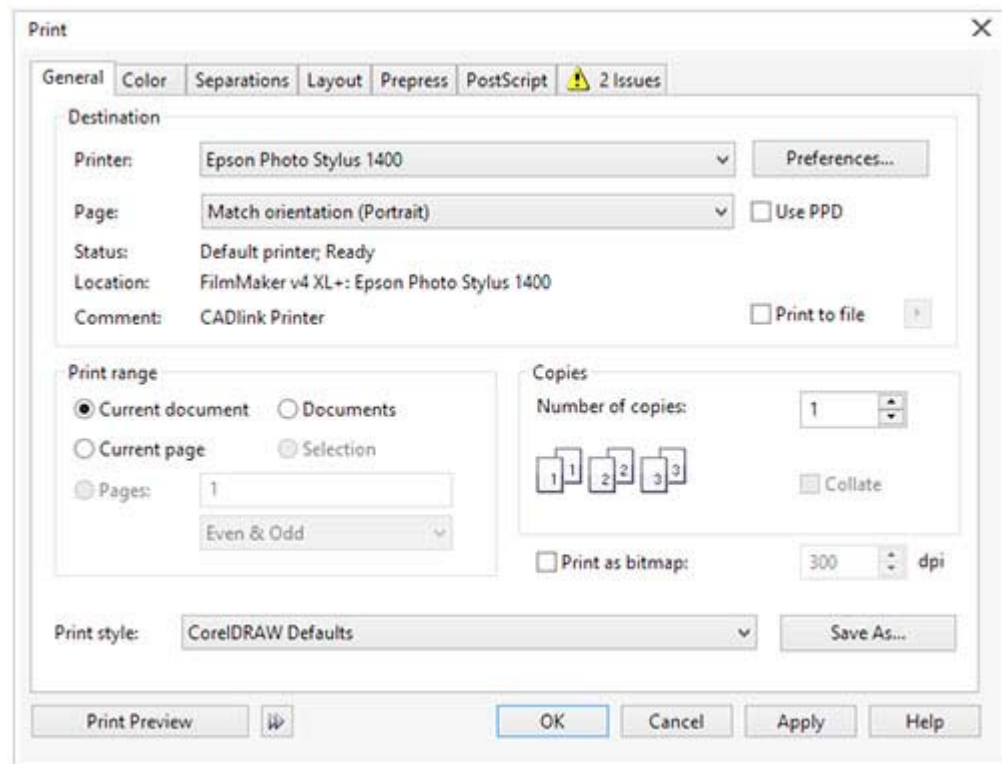 Print
General Color Separations Layout Prepress PostScript 2 Issues
Destination
Printer: Epson Photo Stylus 1400 Preferences...
Page: Match orientation (Portrait) Use PPD
Status: Default printer; Ready
Location: FilmMaker v4 XL+: Epson Photo Stylus 1400
Comment: CADlink Printer Print to file
Print range
Current document Documents
Current page Selection
Pages: 1
Even & Odd
Copies
Number of copies: 1
1 1 2 2 3 3
Collate
Print as bitmap: 300 dpi
Print style: CorelDRAW Defaults Save As...
Print Preview OK Cancel Apply Help